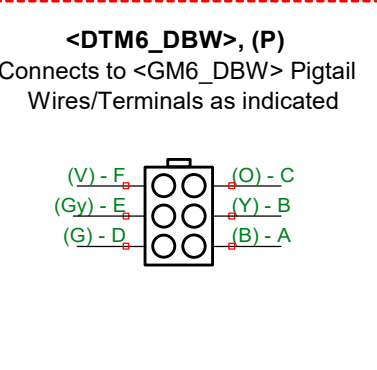 <DTM6_DBW>, (P)
Connects to <GM6_DBW> Pigtail
Wires/Terminals as indicated
(V) - F (O) - C
(Gy) - E (Y) - B
(G) - D (B) - A